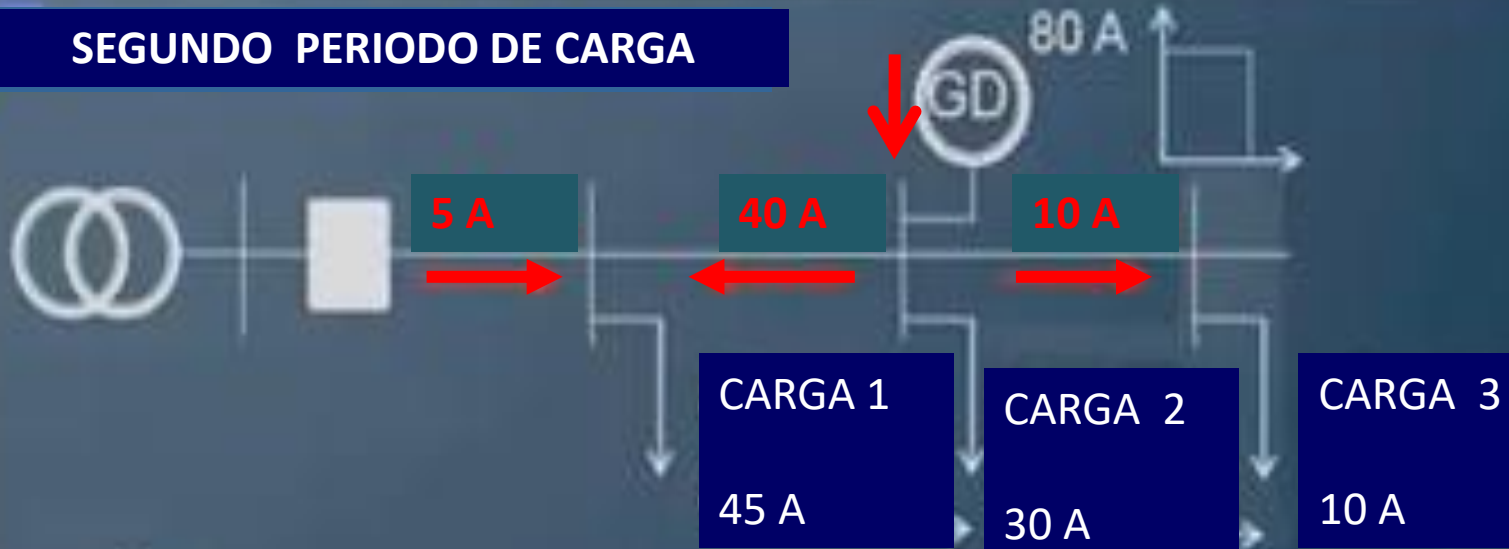 SEGUNDO PERIODO DE CARGA
80 A
GD
5 A
40 A
10 A
CARGA 1
45 A
CARGA 2
30 A
CARGA 3
10 A